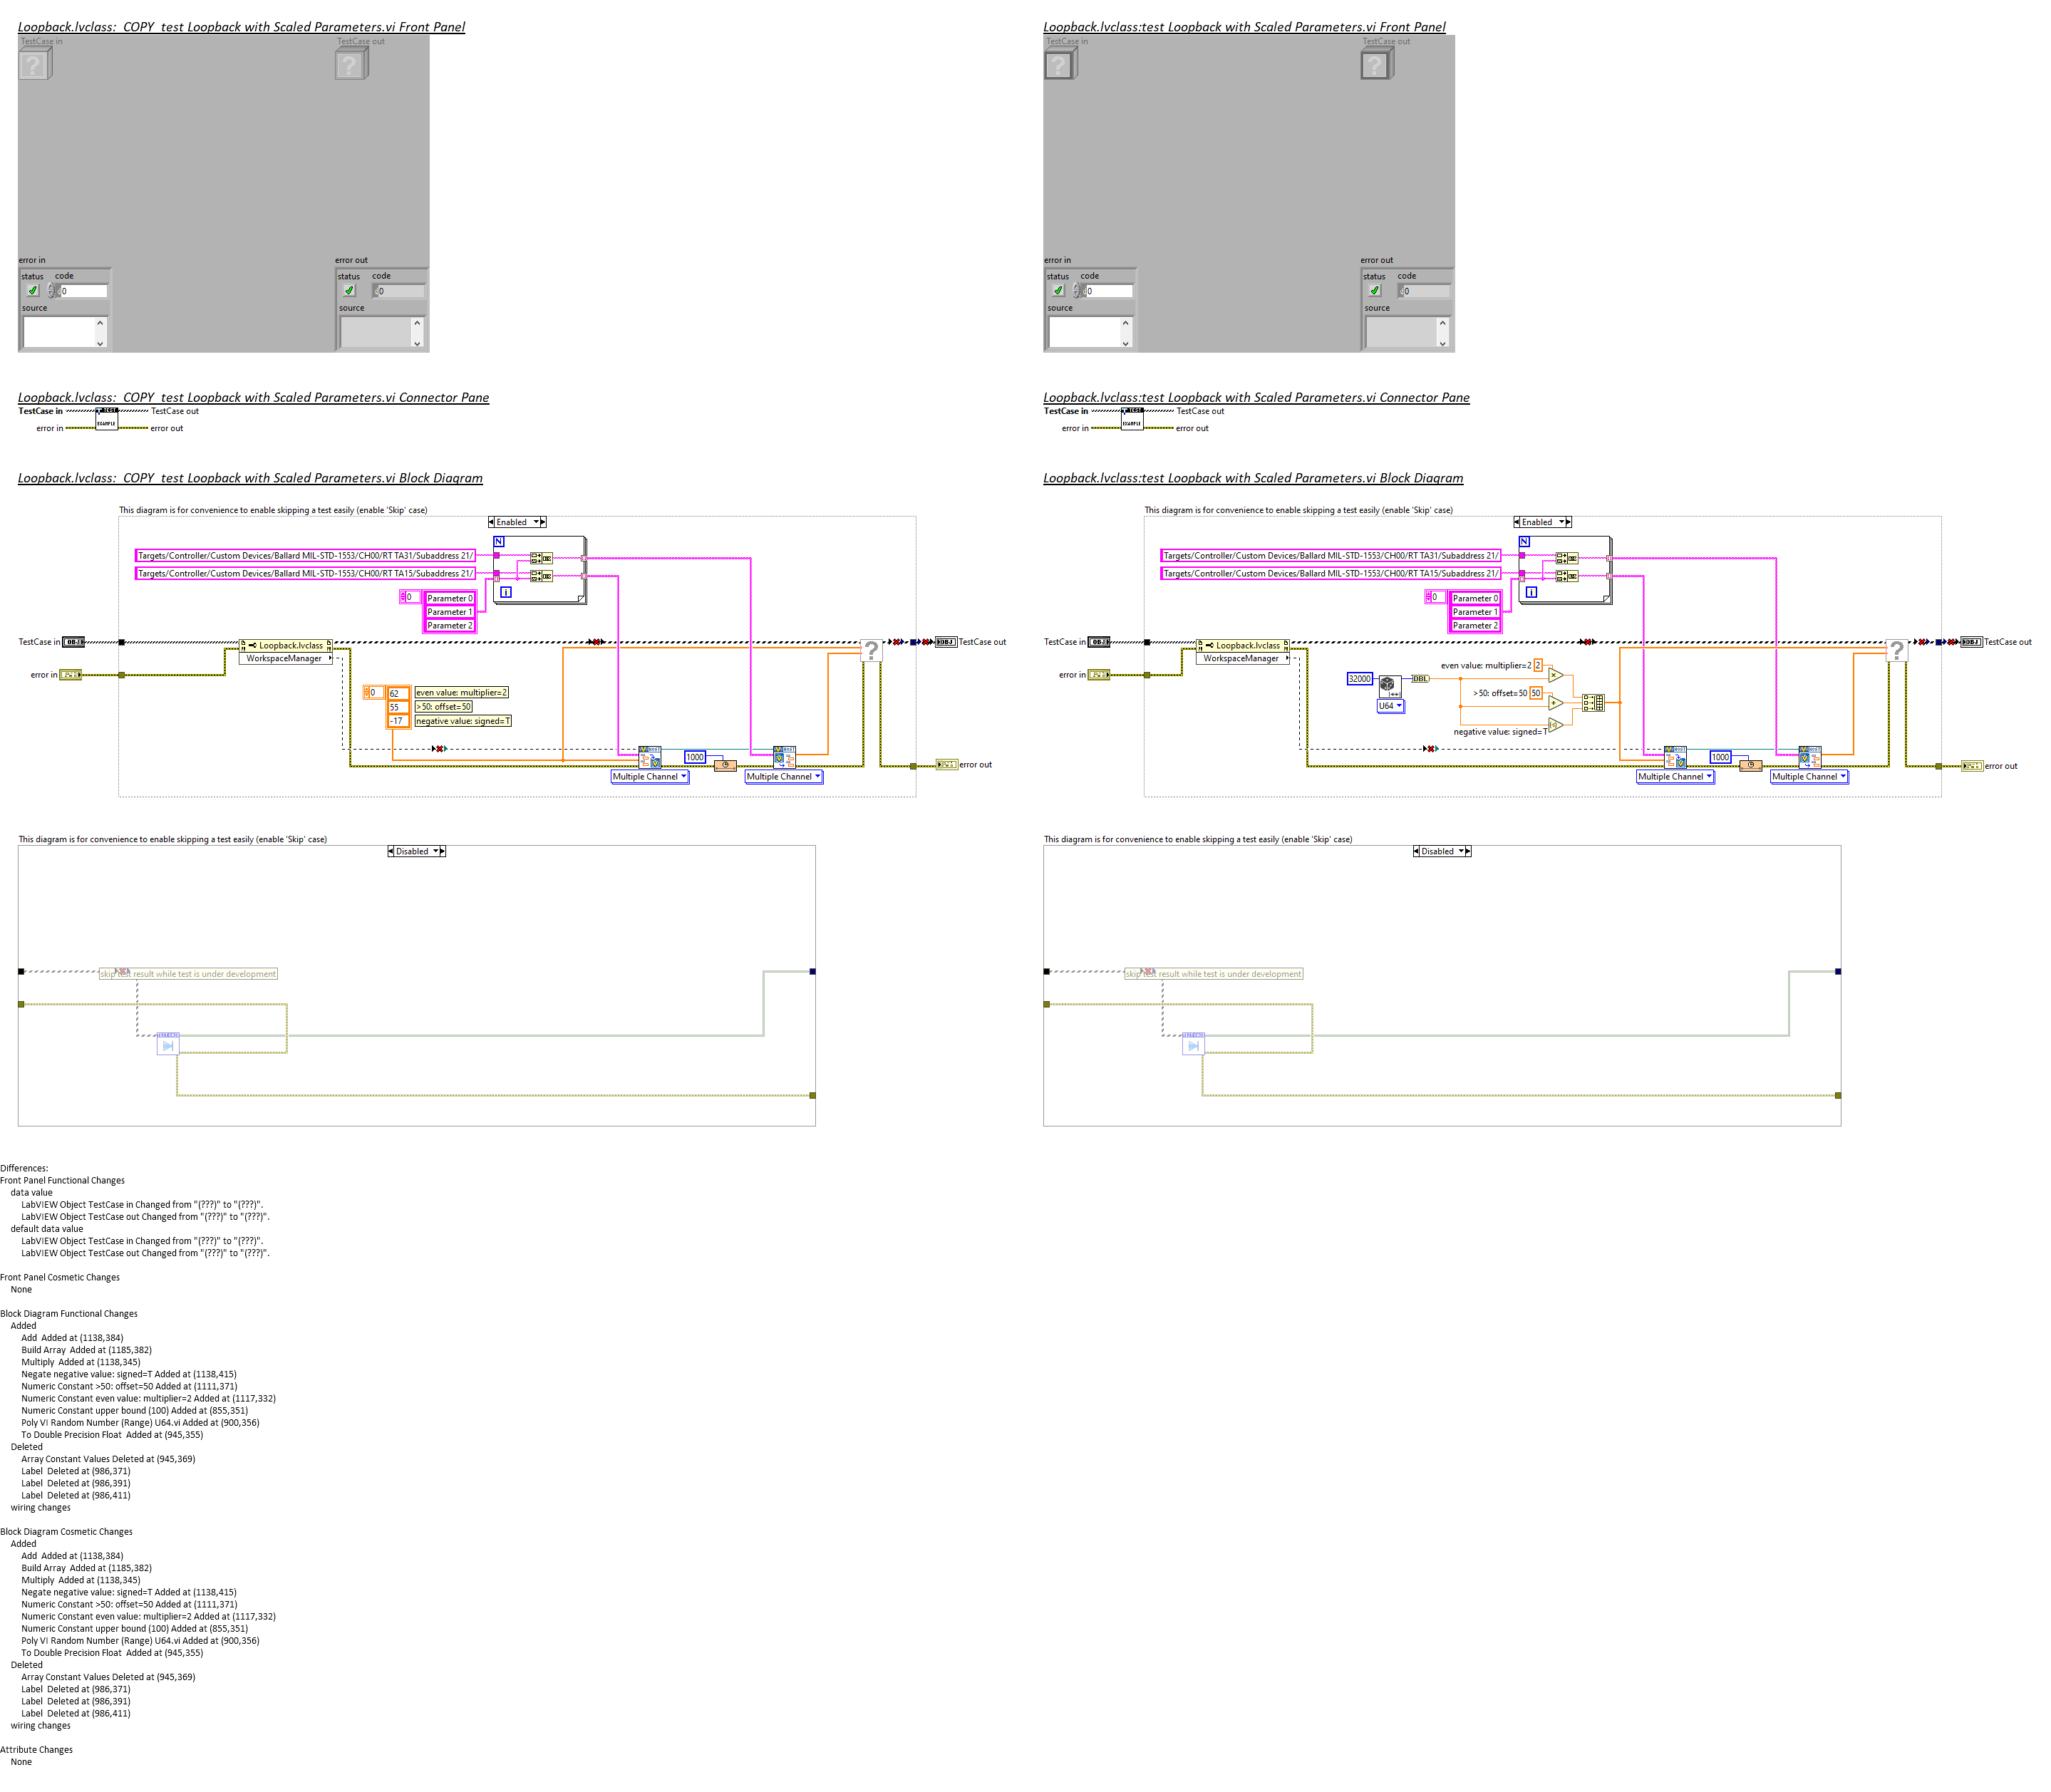 Loopback.lvclass:  COPY  test Loopback with Scaled Parameters.vi Front Panel
TestCase in
TestCase out
error in
error out
status
code
status
code
0
0
source
source
Loopback.lvclass:  COPY  test Loopback with Scaled Parameters.vi Connector Pane
TestCase in
TEST
TestCase out
error in
EXAMPLE
error out
Loopback.lvclass:  COPY  test Loopback with Scaled Parameters.vi Block Diagram
This diagram is for convenience to enable skipping a test easily (enable 'Skip' case)
Enabled
N
Targets/Controller/Custom Devices/Ballard MIL-STD-1553/CH00/RT TA31/Subaddress 21/
Targets/Controller/Custom Devices/Ballard MIL-STD-1553/CH00/RT TA15/Subaddress 21/
i
0
Parameter 0
Parameter 1
Parameter 2
TestCase in
OBJ
Loopback.lvclass
WorkspaceManager
?
OBJ
TestCase out
error in
0
62
even value: multiplier=2
55
>50: offset=50
-17
negative value: signed=T
1000
error out
Multiple Channel
Multiple Channel
This diagram is for convenience to enable skipping a test easily (enable 'Skip' case)
Disabled
skip test result while test is under development
Loopback.lvclass:test Loopback with Scaled Parameters.vi Front Panel
TestCase in
TestCase out
error in
error out
status
code
status
code
0
0
source
source
Loopback.lvclass:test Loopback with Scaled Parameters.vi Connector Pane
TestCase in
TEST
TestCase out
error in
EXAMPLE
error out
Loopback.lvclass:test Loopback with Scaled Parameters.vi Block Diagram
This diagram is for convenience to enable skipping a test easily (enable 'Skip' case)
Enabled
N
Targets/Controller/Custom Devices/Ballard MIL-STD-1553/CH00/RT TA31/Subaddress 21/
Targets/Controller/Custom Devices/Ballard MIL-STD-1553/CH00/RT TA15/Subaddress 21/
i
0
Parameter 0
Parameter 1
Parameter 2
TestCase in
OBJ
Loopback.lvclass
WorkspaceManager
?
OBJ
TestCase out
error in
even value: multiplier=2
2
32000
DBL
>50: offset=50
50
U64
negative value: signed=T
1000
error out
Multiple Channel
Multiple Channel
This diagram is for convenience to enable skipping a test easily (enable 'Skip' case)
Disabled
skip test result while test is under development
Differences:
Front Panel Functional Changes
data value
LabVIEW Object TestCase in Changed from "(???)" to "(???)".
LabVIEW Object TestCase out Changed from "(???)" to "(???)".
default data value
LabVIEW Object TestCase in Changed from "(???)" to "(???)".
LabVIEW Object TestCase out Changed from "(???)" to "(???)".
Front Panel Cosmetic Changes
None
Block Diagram Functional Changes
Added
Add  Added at (1138,384)
Build Array  Added at (1185,382)
Multiply  Added at (1138,345)
Negate negative value: signed=T Added at (1138,415)
Numeric Constant >50: offset=50 Added at (1111,371)
Numeric Constant even value: multiplier=2 Added at (1117,332)
Numeric Constant upper bound (100) Added at (855,351)
Poly VI Random Number (Range) U64.vi Added at (900,356)
To Double Precision Float  Added at (945,355)
Deleted
Array Constant Values Deleted at (945,369)
Label  Deleted at (986,371)
Label  Deleted at (986,391)
Label  Deleted at (986,411)
wiring changes
Block Diagram Cosmetic Changes
Added
Add  Added at (1138,384)
Build Array  Added at (1185,382)
Multiply  Added at (1138,345)
Negate negative value: signed=T Added at (1138,415)
Numeric Constant >50: offset=50 Added at (1111,371)
Numeric Constant even value: multiplier=2 Added at (1117,332)
Numeric Constant upper bound (100) Added at (855,351)
Poly VI Random Number (Range) U64.vi Added at (900,356)
To Double Precision Float  Added at (945,355)
Deleted
Array Constant Values Deleted at (945,369)
Label  Deleted at (986,371)
Label  Deleted at (986,391)
Label  Deleted at (986,411)
wiring changes
Attribute Changes
None